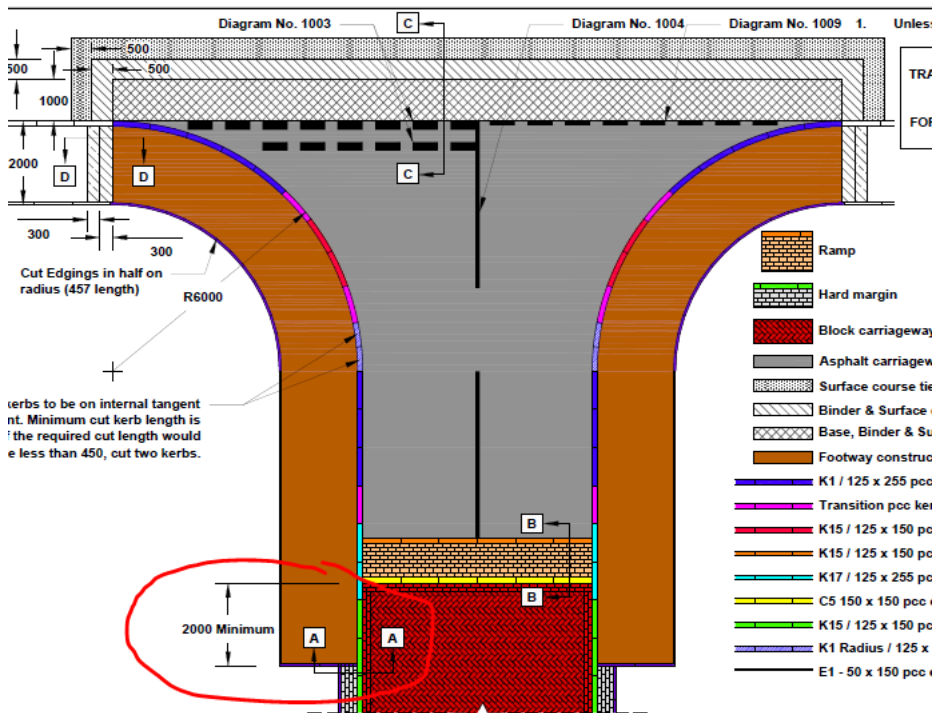 Diagram No. 1003
C
Diagram No. 1004
Diagram No. 1009
1.
Unles
500
500
500
1000
TRA
FOR
2000
D
D
C
300
300
Cut Edgings in half on
radius (457 length)
R6000
Ramp
Hard margin
Block carriageway
Asphalt carriagew
Surface course tie
Binder & Surface
Base, Binder & Su
Footway construc
K1 / 125 x 255 pcc
Transition pcc ker
K15 / 125 x 150 pc
K15 / 125 x 150 pc
K17 / 125 x 255 pc
C5 150 x 150 pcc
K15 / 125 x 150 pc
K1 Radius / 125 x
E1 - 50 x 150 pcc
kerbs to be on internal tangent
nt. Minimum cut kerb length is
f the required cut length would
e less than 450, cut two kerbs.
B
B
2000 Minimum
A
A